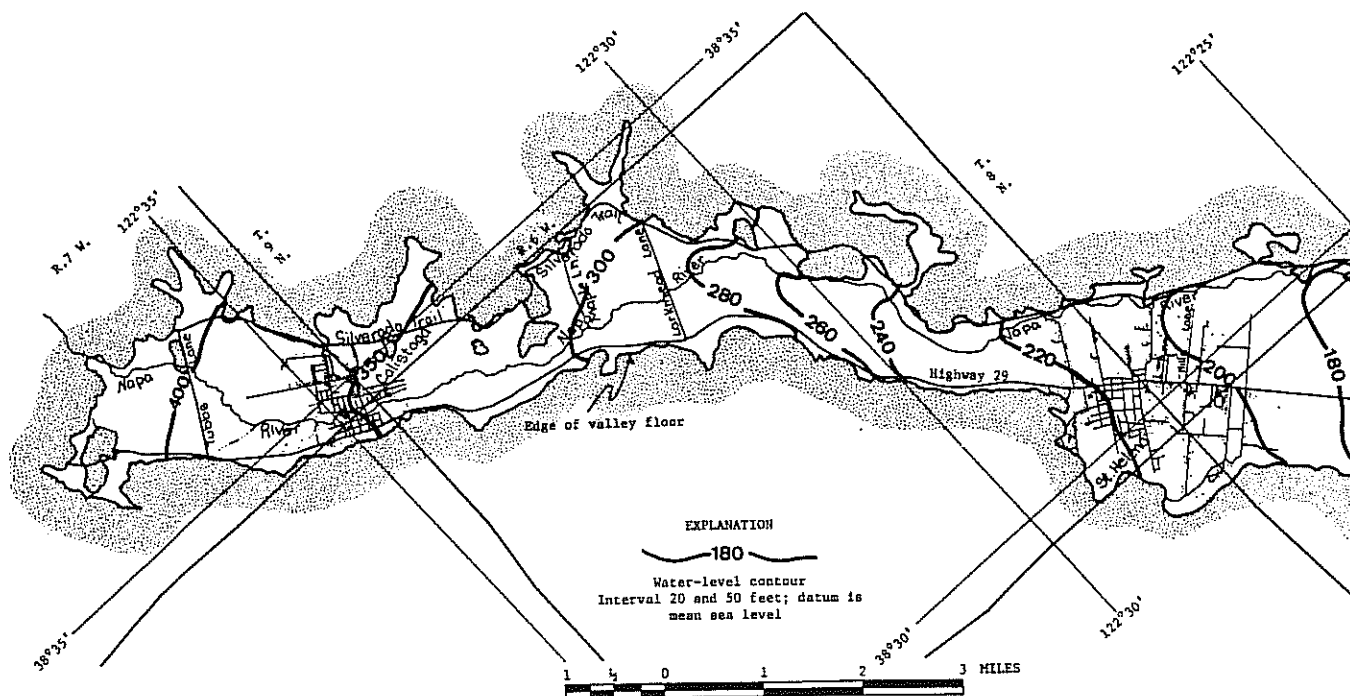 122°30'
38°35'
122°25'
T.
8
N.
R.7 W.
122°35'
T.
9
N.
R.6 W.
Silverado Trail
Silverado Trail
Napa
Lane
400
350
Calistoga
River
300
Larkmead Lane
River
280
260
240
Napa
River
220
Highway 29
Lane
200
180
St. Helena
Edge of valley floor
EXPLANATION
180
Water-level contour
Interval 20 and 50 feet; datum is
mean sea level
38°35'
38°30'
122°30'
1 ½ 0 1 2 3 MILES